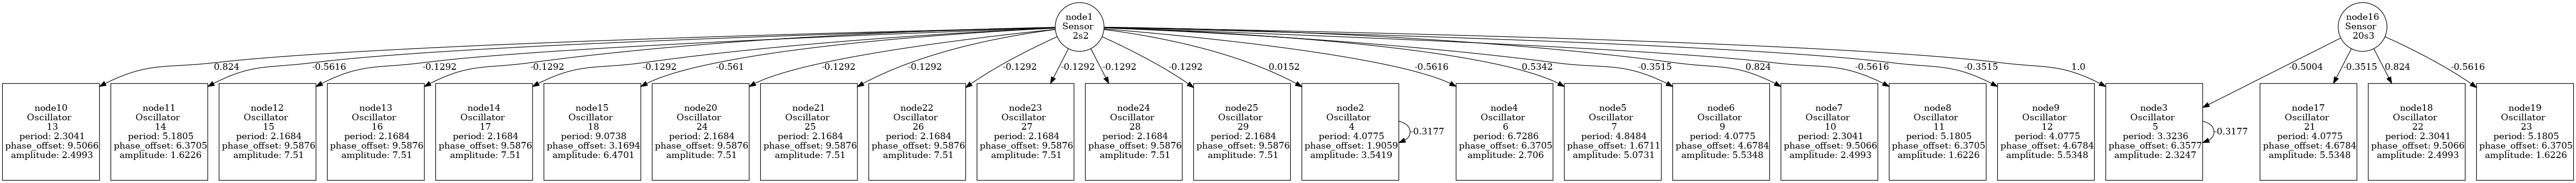 node1
Sensor
2s2
node16
Sensor
20s3
0.824
-0.5616
-0.1292
-0.1292
-0.1292
-0.561
-0.1292
-0.1292
-0.1292
-0.1292
-0.1292
-0.1292
0.0152
-0.5616
0.5342
-0.3515
0.824
-0.5616
-0.3515
1.0
-0.5004
-0.3515
0.824
-0.5616
node10
Oscillator
13
period: 2.3041
phase_offset: 9.5066
amplitude: 2.4993
node11
Oscillator
14
period: 5.1805
phase_offset: 6.3705
amplitude: 1.6226
node12
Oscillator
15
period: 2.1684
phase_offset: 9.5876
amplitude: 7.51
node13
Oscillator
16
period: 2.1684
phase_offset: 9.5876
amplitude: 7.51
node14
Oscillator
17
period: 2.1684
phase_offset: 9.5876
amplitude: 7.51
node15
Oscillator
18
period: 9.0738
phase_offset: 3.1694
amplitude: 6.4701
node20
Oscillator
24
period: 2.1684
phase_offset: 9.5876
amplitude: 7.51
node21
Oscillator
25
period: 2.1684
phase_offset: 9.5876
amplitude: 7.51
node22
Oscillator
26
period: 2.1684
phase_offset: 9.5876
amplitude: 7.51
node23
Oscillator
27
period: 2.1684
phase_offset: 9.5876
amplitude: 7.51
node24
Oscillator
28
period: 2.1684
phase_offset: 9.5876
amplitude: 7.51
node25
Oscillator
29
period: 2.1684
phase_offset: 9.5876
amplitude: 7.51
node2
Oscillator
4
period: 4.0775
phase_offset: 1.9059
amplitude: 3.5419
-0.3177
node4
Oscillator
6
period: 6.7286
phase_offset: 6.3705
amplitude: 2.706
node5
Oscillator
7
period: 4.8484
phase_offset: 1.6711
amplitude: 5.0731
node6
Oscillator
9
period: 4.0775
phase_offset: 4.6784
amplitude: 5.5348
node7
Oscillator
10
period: 2.3041
phase_offset: 9.5066
amplitude: 2.4993
node8
Oscillator
11
period: 5.1805
phase_offset: 6.3705
amplitude: 1.6226
node9
Oscillator
12
period: 4.0775
phase_offset: 4.6784
amplitude: 5.5348
node3
Oscillator
5
period: 3.3236
phase_offset: 6.3577
amplitude: 2.3247
-0.3177
node17
Oscillator
21
period: 4.0775
phase_offset: 4.6784
amplitude: 5.5348
node18
Oscillator
22
period: 2.3041
phase_offset: 9.5066
amplitude: 2.4993
node19
Oscillator
23
period: 5.1805
phase_offset: 6.3705
amplitude: 1.6226